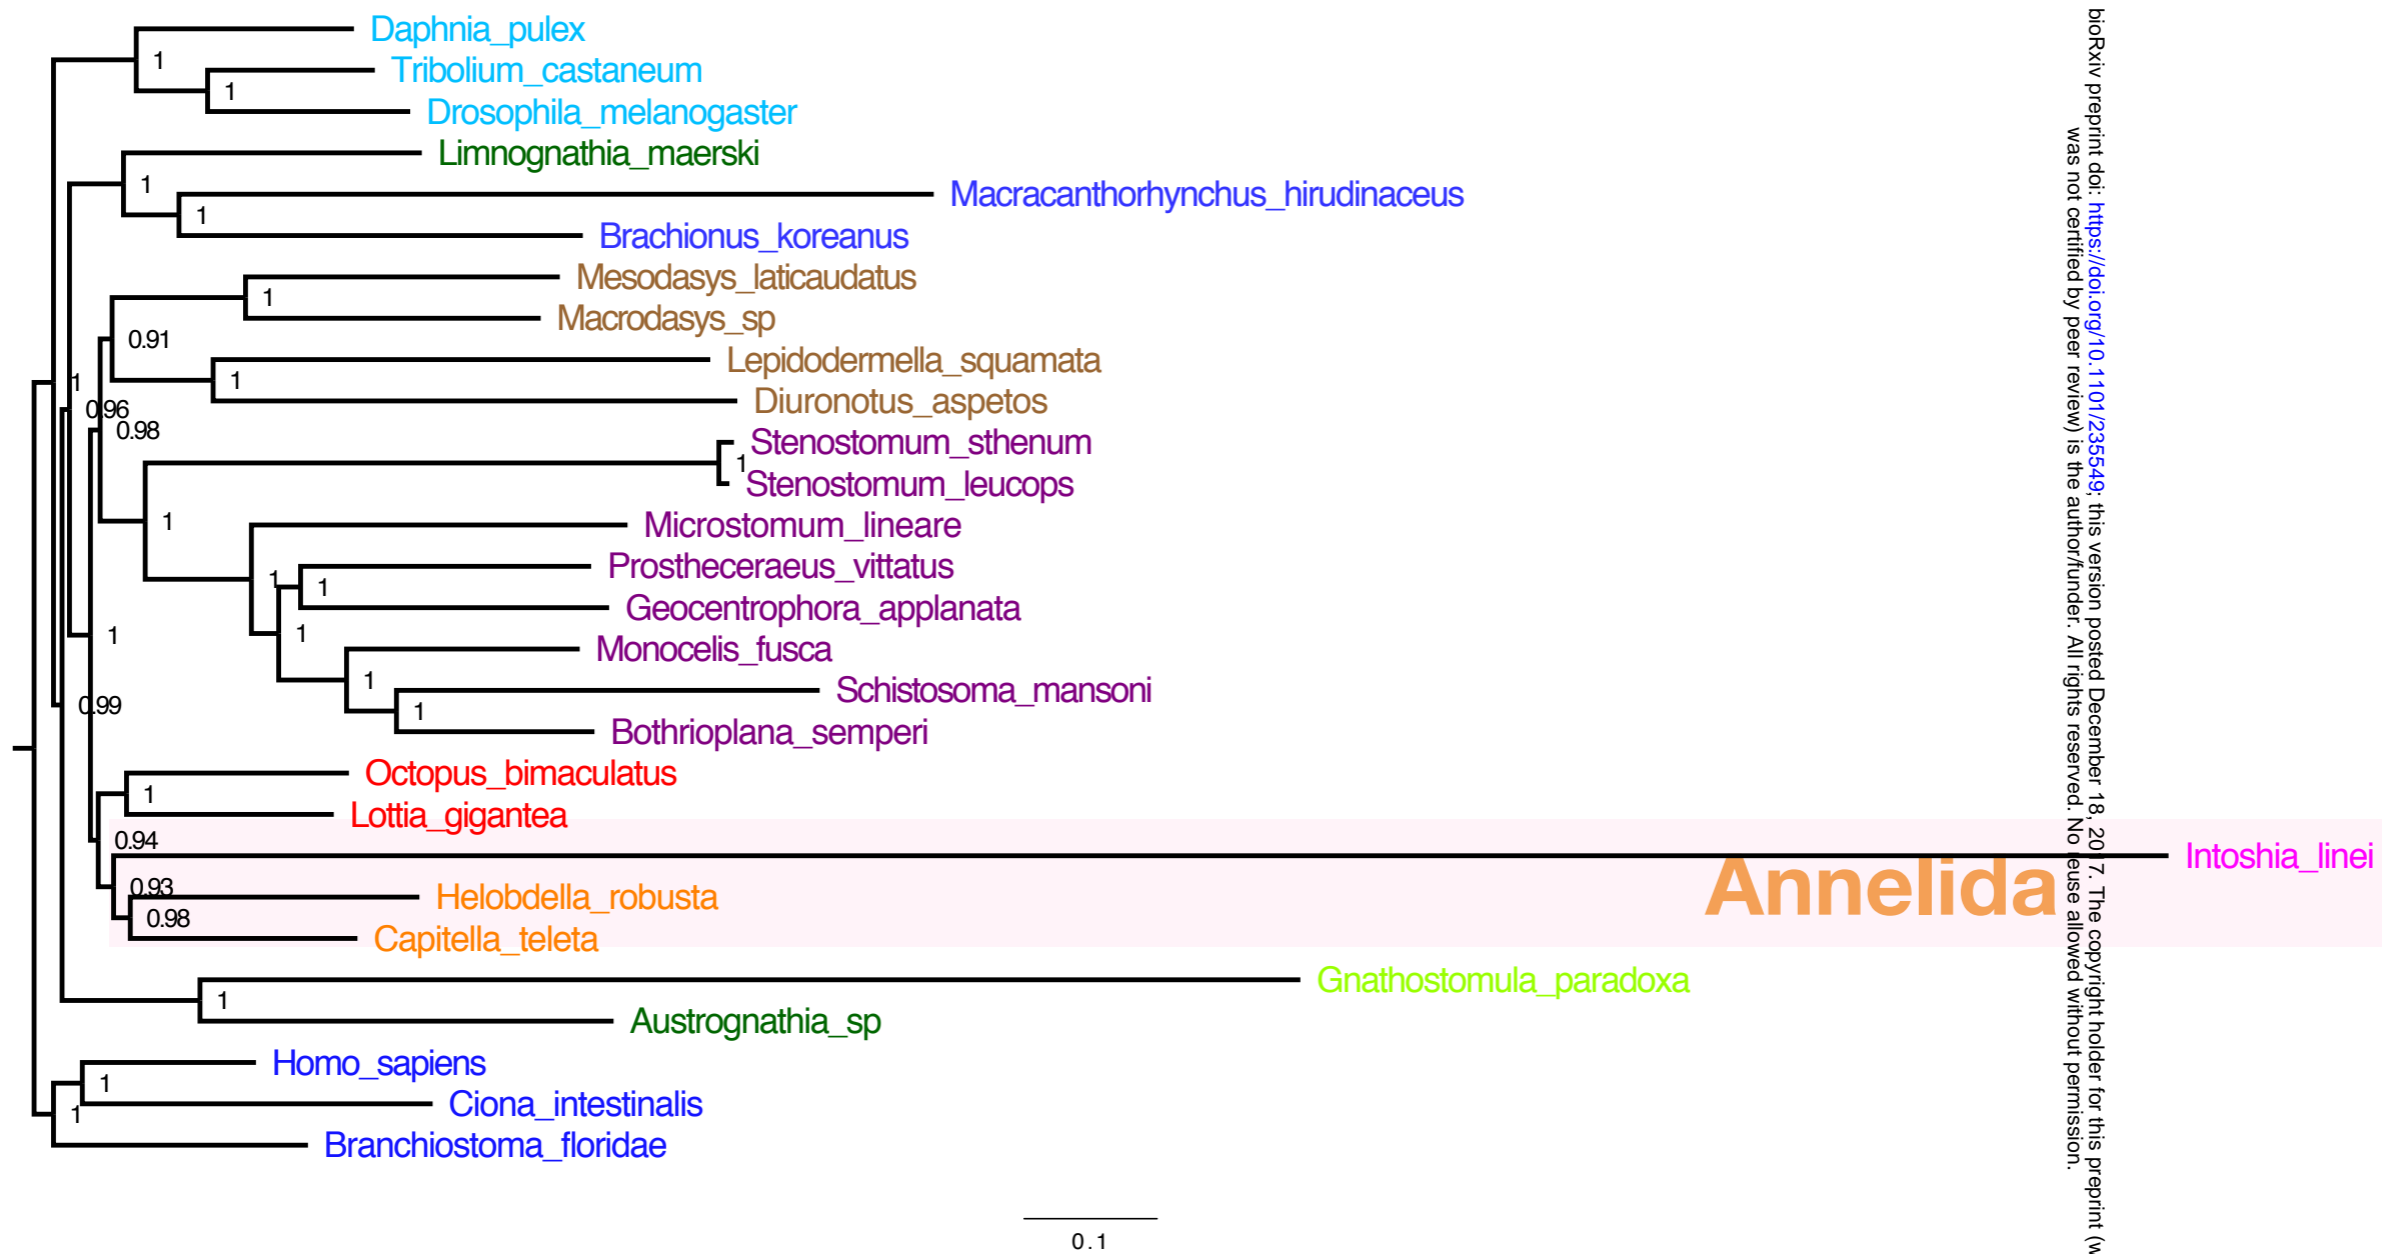 Daphnia_pulex
1
Tribolium_castaneum
1
Drosophila_melanogaster
Limnognathia_maerski
1
Macracanthorhynchus_hirudinaceus
1
Brachionus_koreanus
Mesodasys_laticaudatus
1
Macrodasys_sp
0.91
Lepidodermella_squamata
1
1
Diuronotus_aspetos
0.96
0.98
Stenostomum_sthenum
1
Stenostomum_leucops
1
Microstomum_lineare
Prostheceraeus_vittatus
1
1
Geocentrophora_applanata
1
1
Monocelis_fusca
1
Schistosoma_mansoni
0.99
1
Bothrioplana_semperi
Octopus_bimaculatus
1
Lottia_gigantea
0.94
Intoshia_linei
0.93
Annelida
Helobdella_robusta
0.98
Capitella_teleta
Gnathostomula_paradoxa
1
Austrognathia_sp
Homo_sapiens
1
Ciona_intestinalis
1
Branchiostoma_floridae
0.1
bioRxiv preprint doi: https://doi.org/10.1101/235549; this version posted December 18, 2017. The copyright holder for this preprint (w
was not certified by peer review) is the author/funder. All rights reserved. No reuse allowed without permission.